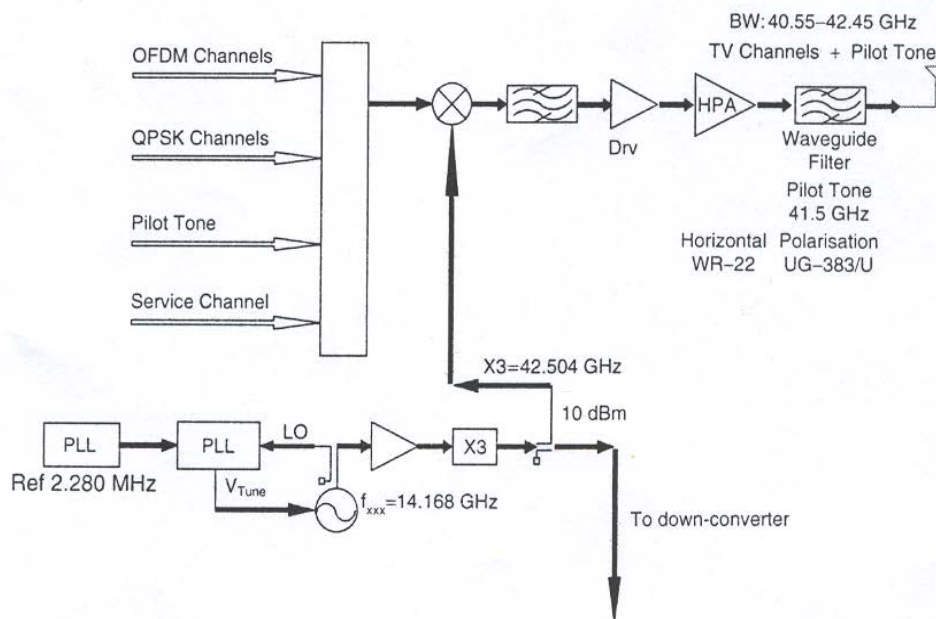 BW: 40.55–42.45 GHz
TV Channels + Pilot Tone
OFDM Channels
QPSK Channels
Pilot Tone
Service Channel
Drv
HPA
Waveguide
Filter
Pilot Tone
41.5 GHz
Horizontal Polarisation
WR–22 UG–383/U
X3=42.504 GHz
10 dBm
PLL
PLL
LO
X3
Ref 2.280 MHz
VTune
fxxx=14.168 GHz
To down-converter